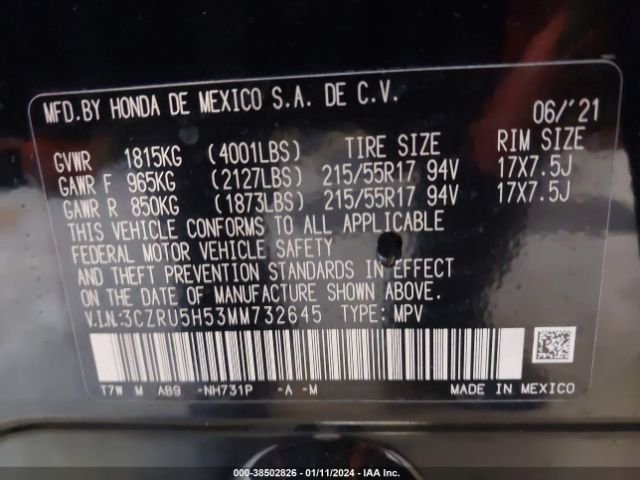 MFD.BY HONDA DE MEXICO S.A. DE C.V. 06/'21
GVWR 1815KG (4001LBS) TIRE SIZE RIM SIZE
GAWR F 965KG (2127LBS) 215/55R17 94V 17X7.5J
GAWR R 850KG (1873LBS) 215/55R17 94V 17X7.5J
THIS VEHICLE CONFORMS TO ALL APPLICABLE
FEDERAL MOTOR VEHICLE SAFETY
AND THEFT PREVENTION STANDARDS IN EFFECT
ON THE DATE OF MANUFACTURE SHOWN ABOVE.
V.I.N:3CZRU5H53MM732645 TYPE: MPV
T7W M AB9 -NH731P -A -M MADE IN MEXICO
000-38502826 - 01/11/2024 - IAA Inc.